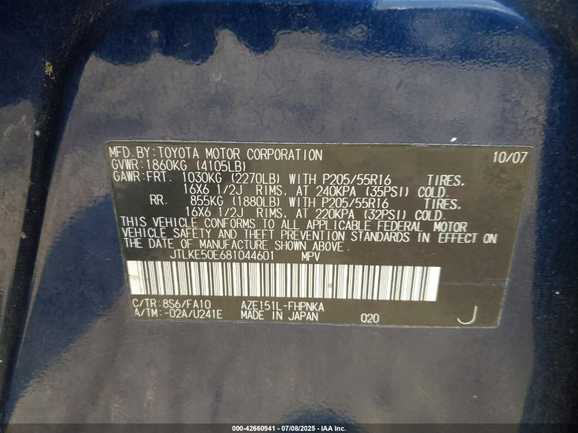 MFD.BY:TOYOTA MOTOR CORPORATION 10/07
GVWR:1860KG (4105LB)
GAWR:FRT. 1030KG (2270LB) WITH P205/55R16 TIRES.
16X6 1/2J RIMS. AT 240KPA (35PSI) COLD.
RR. 855KG (1880LB) WITH P205/55R16 TIRES.
16X6 1/2J RIMS. AT 220KPA (32PSI) COLD.
THIS VEHICLE CONFORMS TO ALL APPLICABLE FEDERAL MOTOR
VEHICLE SAFETY AND THEFT PREVENTION STANDARDS IN EFFECT ON
THE DATE OF MANUFACTURE SHOWN ABOVE.
JTLKE50E681044601 MPV
C/TR:8S6/FA10 AZE151L-FHPNKA
A/TM:-02A/U241E MADE IN JAPAN 020 J
000-42660541 - 07/08/2025 - IAA Inc.